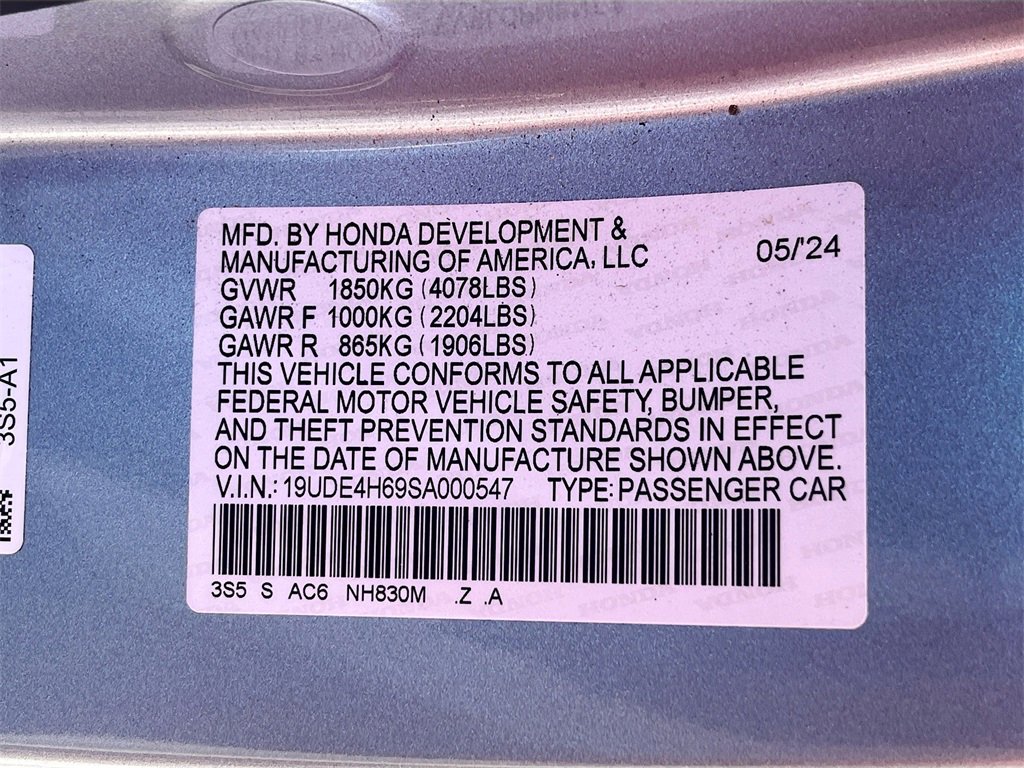 MFD. BY HONDA DEVELOPMENT &
MANUFACTURING OF AMERICA, LLC 05/'24
GVWR 1850KG (4078LBS)
GAWR F 1000KG (2204LBS)
GAWR R 865KG (1906LBS)
THIS VEHICLE CONFORMS TO ALL APPLICABLE
FEDERAL MOTOR VEHICLE SAFETY, BUMPER,
AND THEFT PREVENTION STANDARDS IN EFFECT
ON THE DATE OF MANUFACTURE SHOWN ABOVE.
V.I.N.: 19UDE4H69SA000547 TYPE: PASSENGER CAR
3S5 S AC6 NH830M .Z .A
3S5-A1